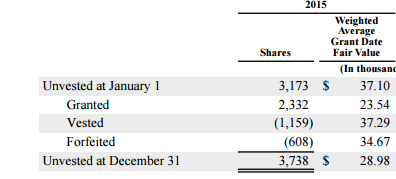 2015
Weighted
Average
Grant Date
Shares Fair Value
(In thousan
Unvested at January 1 3,173 $ 37.10
Granted 2,332 23.54
Vested (1,159) 37.29
Forfeited (608) 34.67
Unvested at December 31 3,738 $ 28.98